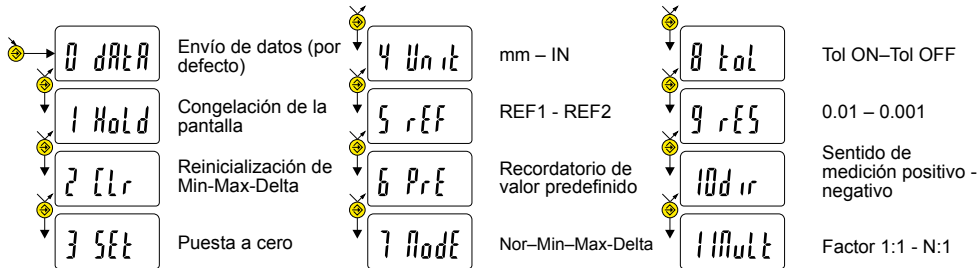 0 dAtA
Envío de datos (por
defecto)
1 Hold
Congelación de la
pantalla
2 CLr
Reinicialización de
Min-Max-Delta
3 SEt
Puesta a cero
4 Unit
mm – IN
5 rEF
REF1 - REF2
6 PrE
Recordatorio de
valor predefinido
7 ModE
Nor–Min–Max-Delta
8 tol
Tol ON–Tol OFF
9 rES
0.01 – 0.001
10dir
Sentido de
medición positivo -
negativo
11Mult
Factor 1:1 - N:1